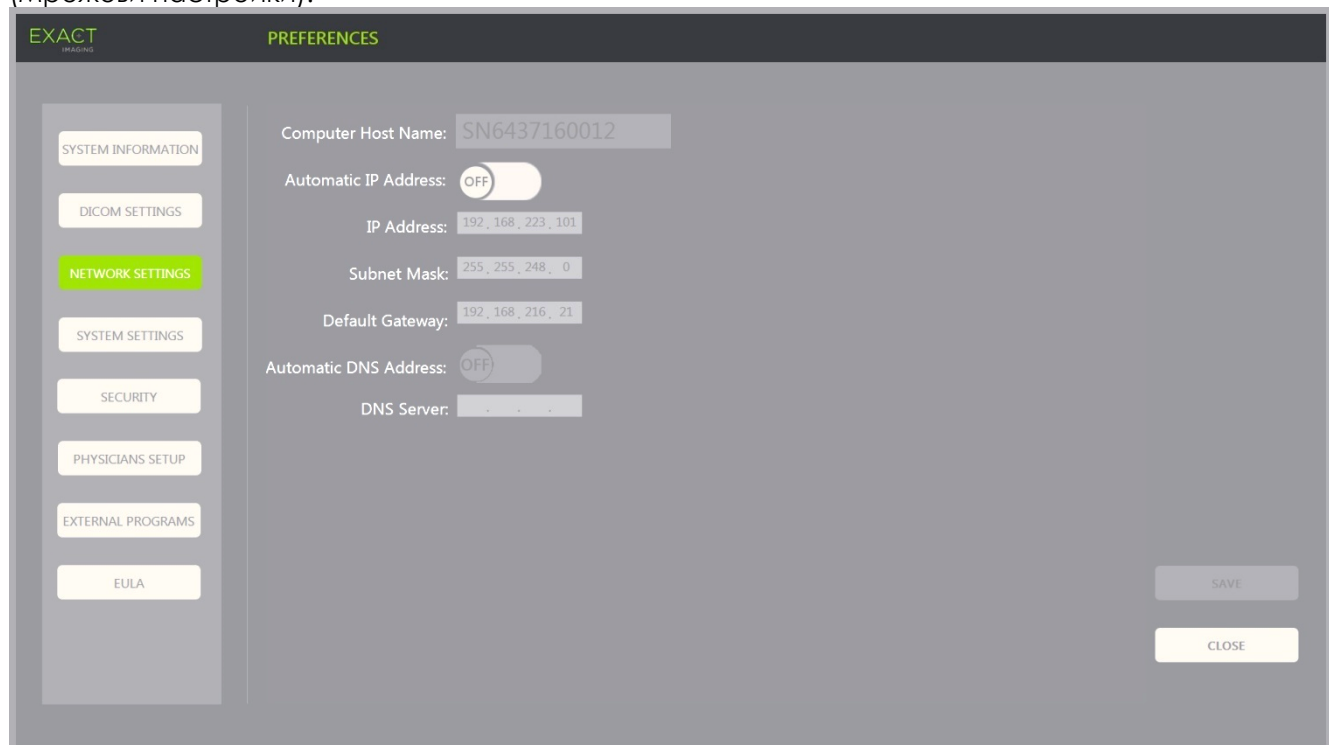 (мрежови настройки).
EXACT
IMAGING
PREFERENCES
SYSTEM INFORMATION
DICOM SETTINGS
NETWORK SETTINGS
SYSTEM SETTINGS
SECURITY
PHYSICIANS SETUP
EXTERNAL PROGRAMS
EULA
Computer Host Name: SN6437160012
Automatic IP Address: OFF
IP Address: 192 . 168 . 223 . 101
Subnet Mask: 255 . 255 . 248 . 0
Default Gateway: 192 . 168 . 216 . 21
Automatic DNS Address: OFF
DNS Server: . . .
SAVE
CLOSE